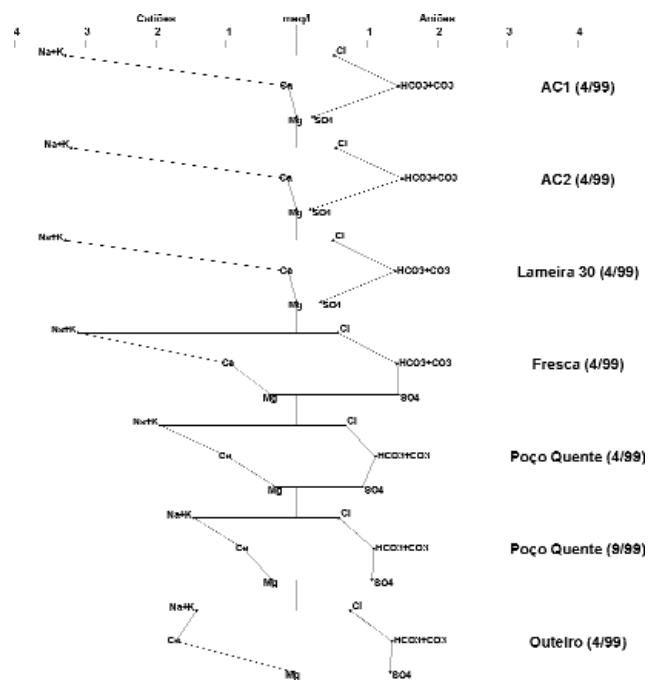 Catiões meq/l Aniões
4 3 2 1 1 2 3 4
Na+K Cl
Ca HCO3+CO3 AC1 (4/99)
Mg SO4
Na+K Cl
Ca HCO3+CO3 AC2 (4/99)
Mg SO4
Na+K Cl
Ca HCO3+CO3 Lameira 30 (4/99)
Mg SO4
Na+K Cl
Ca HCO3+CO3 Fresca (4/99)
Mg SO4
Na+K Cl
Ca HCO3+CO3 Poço Quente (4/99)
Mg SO4
Na+K Cl
Ca HCO3+CO3 Poço Quente (9/99)
Mg SO4
Na+K Cl
Ca HCO3+CO3 Outeiro (4/99)
Mg SO4